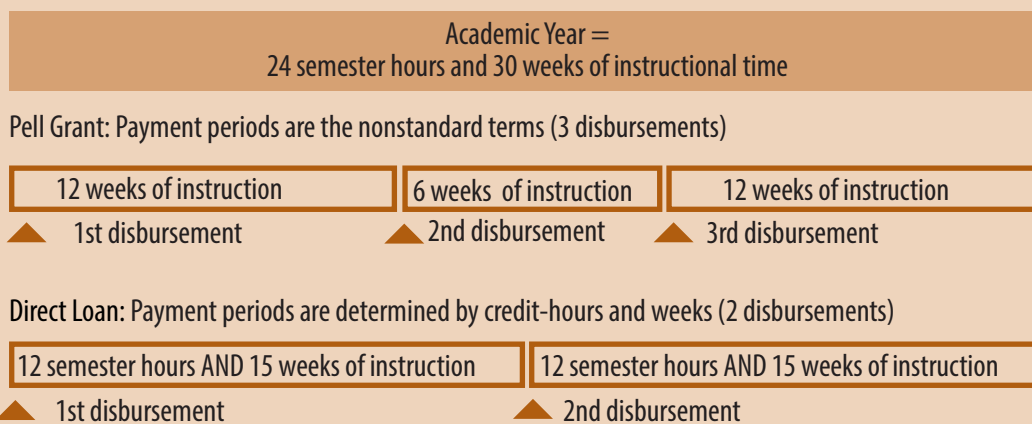 Academic Year =
24 semester hours and 30 weeks of instructional time
Pell Grant: Payment periods are the nonstandard terms (3 disbursements)
12 weeks of instruction 6 weeks of instruction 12 weeks of instruction
1st disbursement 2nd disbursement 3rd disbursement
Direct Loan: Payment periods are determined by credit-hours and weeks (2 disbursements)
12 semester hours AND 15 weeks of instruction 12 semester hours AND 15 weeks of instruction
1st disbursement 2nd disbursement